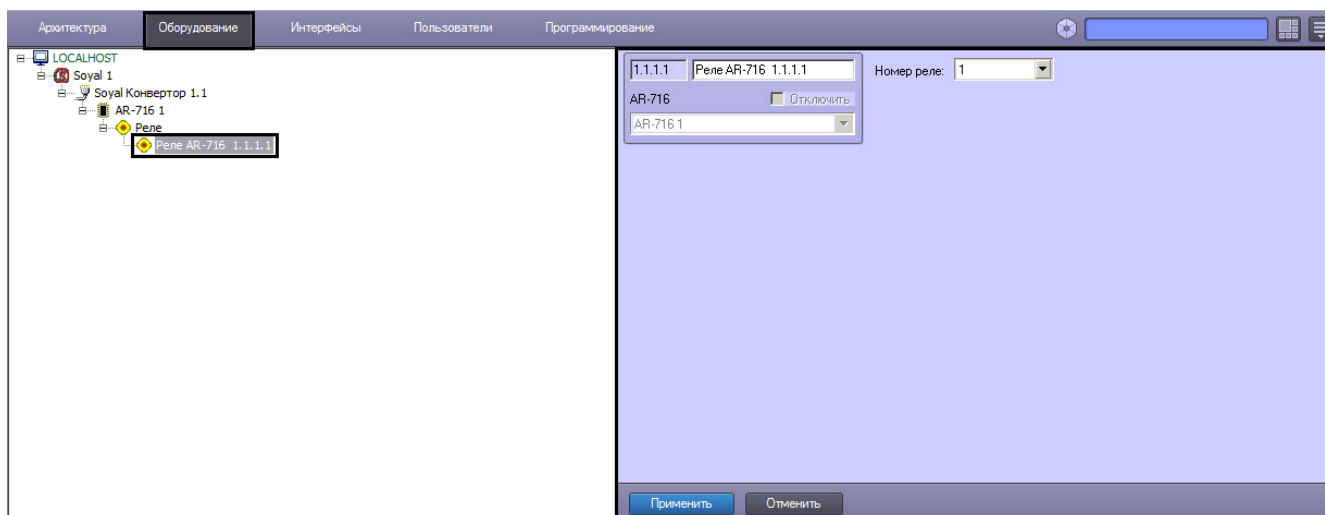 Архитектура Оборудование Интерфейсы Пользователи Программирование
LOCALHOST
Soyal 1
Soyal Конвертор 1.1
AR-716 1
Реле
Реле AR-716 1.1.1.1
1.1.1.1 Реле AR-716 1.1.1.1 Номер реле: 1
AR-716 Отключить
AR-716 1
Применить Отменить